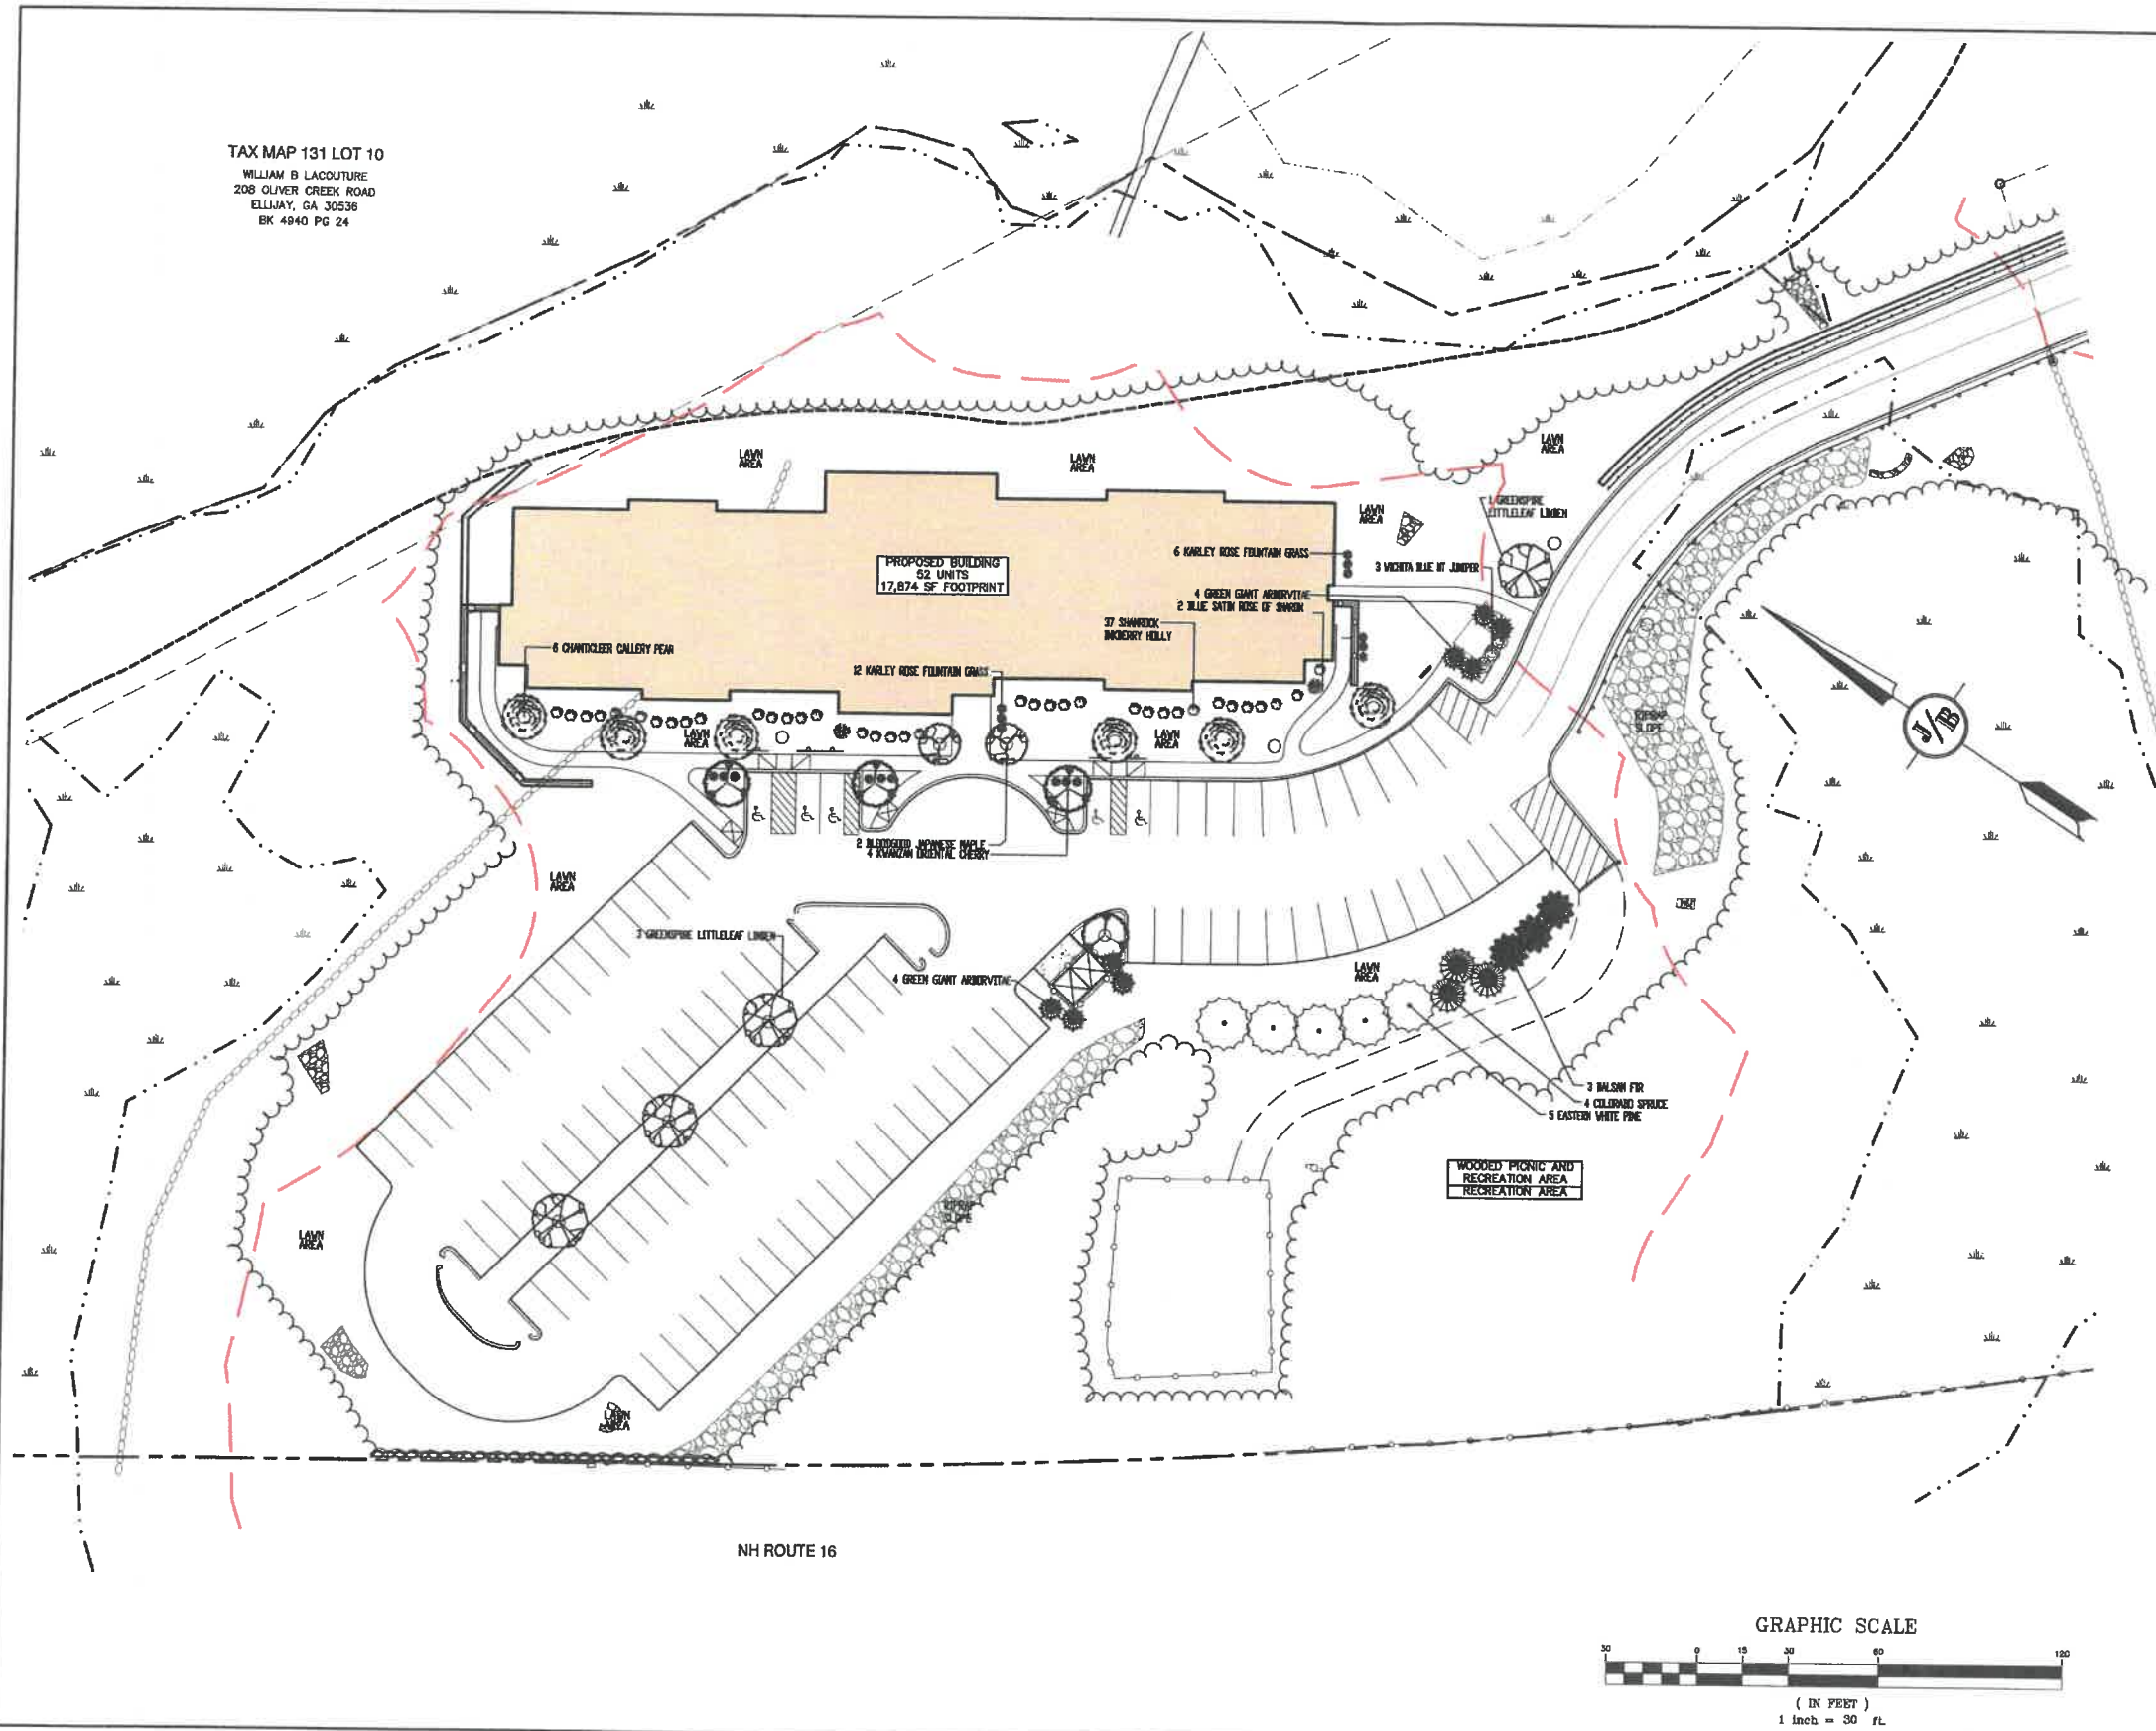 TAX MAP 131 LOT 10
WILLIAM B LACOUTURE
208 OLIVER CREEK ROAD
ELLIJAY, GA 30536
BK 4940 PG 24
LAWN
AREA
LAWN
AREA
LAWN
AREA
LAWN
AREA
1 GREENSPIRE
LITTLELEAF LINDEN
PROPOSED BUILDING
52 UNITS
17,874 SF FOOTPRINT
6 KARLEY ROSE FOUNTAIN GRASS
3 WICHITA BLUE MT JUNIPER
4 GREEN GIANT ARBORVITAE
2 BLUE SATIN ROSE OF SHARON
37 SHAMROCK
INKBERRY HOLLY
6 CHANTICLEER CALLERY PEAR
12 KARLEY ROSE FOUNTAIN GRASS
LAWN
AREA
LAWN
AREA
RIPRAP
SLOPE
J/B
2 BLOODGOOD JAPANESE MAPLE
4 KWANZAN ORIENTAL CHERRY
LAWN
AREA
3 GREENSPIRE LITTLELEAF LINDEN
4 GREEN GIANT ARBORVITAE
LAWN
AREA
3 BALSAM FIR
4 COLORADO SPRUCE
5 EASTERN WHITE PINE
WOODED PICNIC AND
RECREATION AREA
RECREATION AREA
RIPRAP
SLOPE
LAWN
AREA
LAWN
AREA
NH ROUTE 16
GRAPHIC SCALE
30 0 15 30 60 120
( IN FEET )
1 inch = 30 ft.